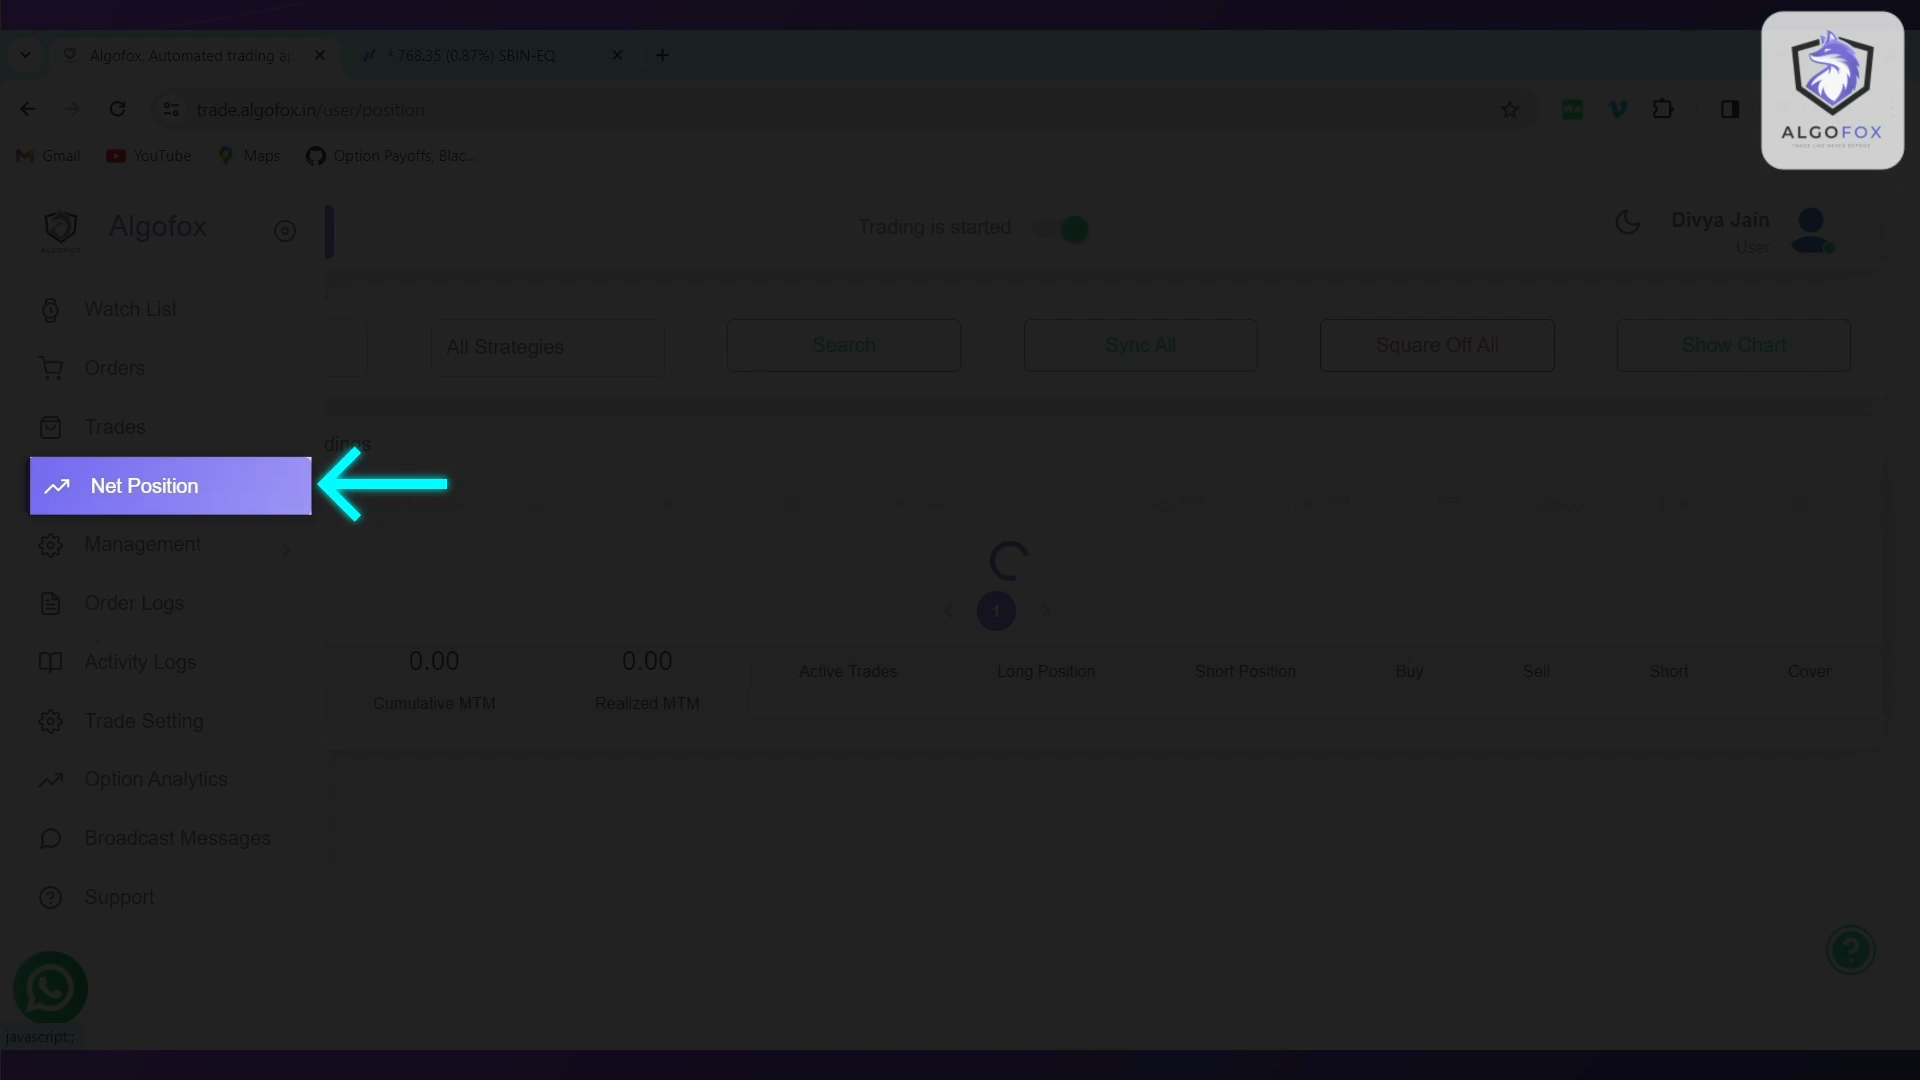 Algofox, Automated trading ap
* 768.35 (0.87%) SBIN-EQ
trade.algofox.in/user/position
Gmail
YouTube
Maps
Option Payoffs, Blac...
ALGOFOX
Algofox
ALGOFOX
Trading is started
Divya Jain
User
Watch List
Orders
Trades
Net Position
Management
Order Logs
Activity Logs
Trade Setting
Option Analytics
Broadcast Messages
Support
All Strategies
Search
Sync All
Square Off All
Show Chart
dings
1
0.00
Cumulative MTM
0.00
Realized MTM
Active Trades
Long Position
Short Position
Buy
Sell
Short
Cover
javascript:;